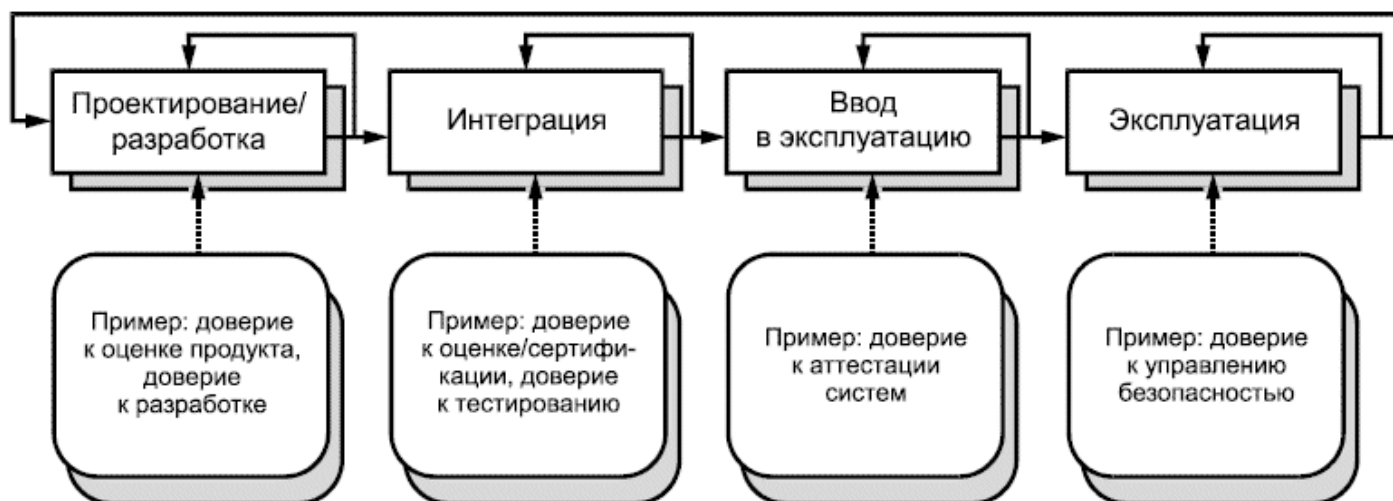 Проектирование/
разработка
Интеграция
Ввод
в эксплуатацию
Эксплуатация
Пример: доверие
к оценке продукта,
доверие
к разработке
Пример: доверие
к оценке/сертифи-
кации, доверие
к тестированию
Пример: доверие
к аттестации
систем
Пример: доверие
к управлению
безопасностью